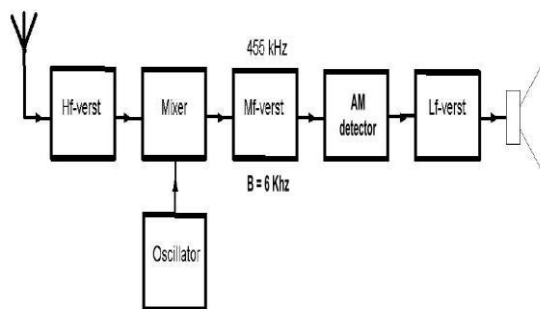 455 kHz
Hf-verst
Mixer
Mf-verst
AM
detector
Lf-verst
B = 6 Khz
Oscillator